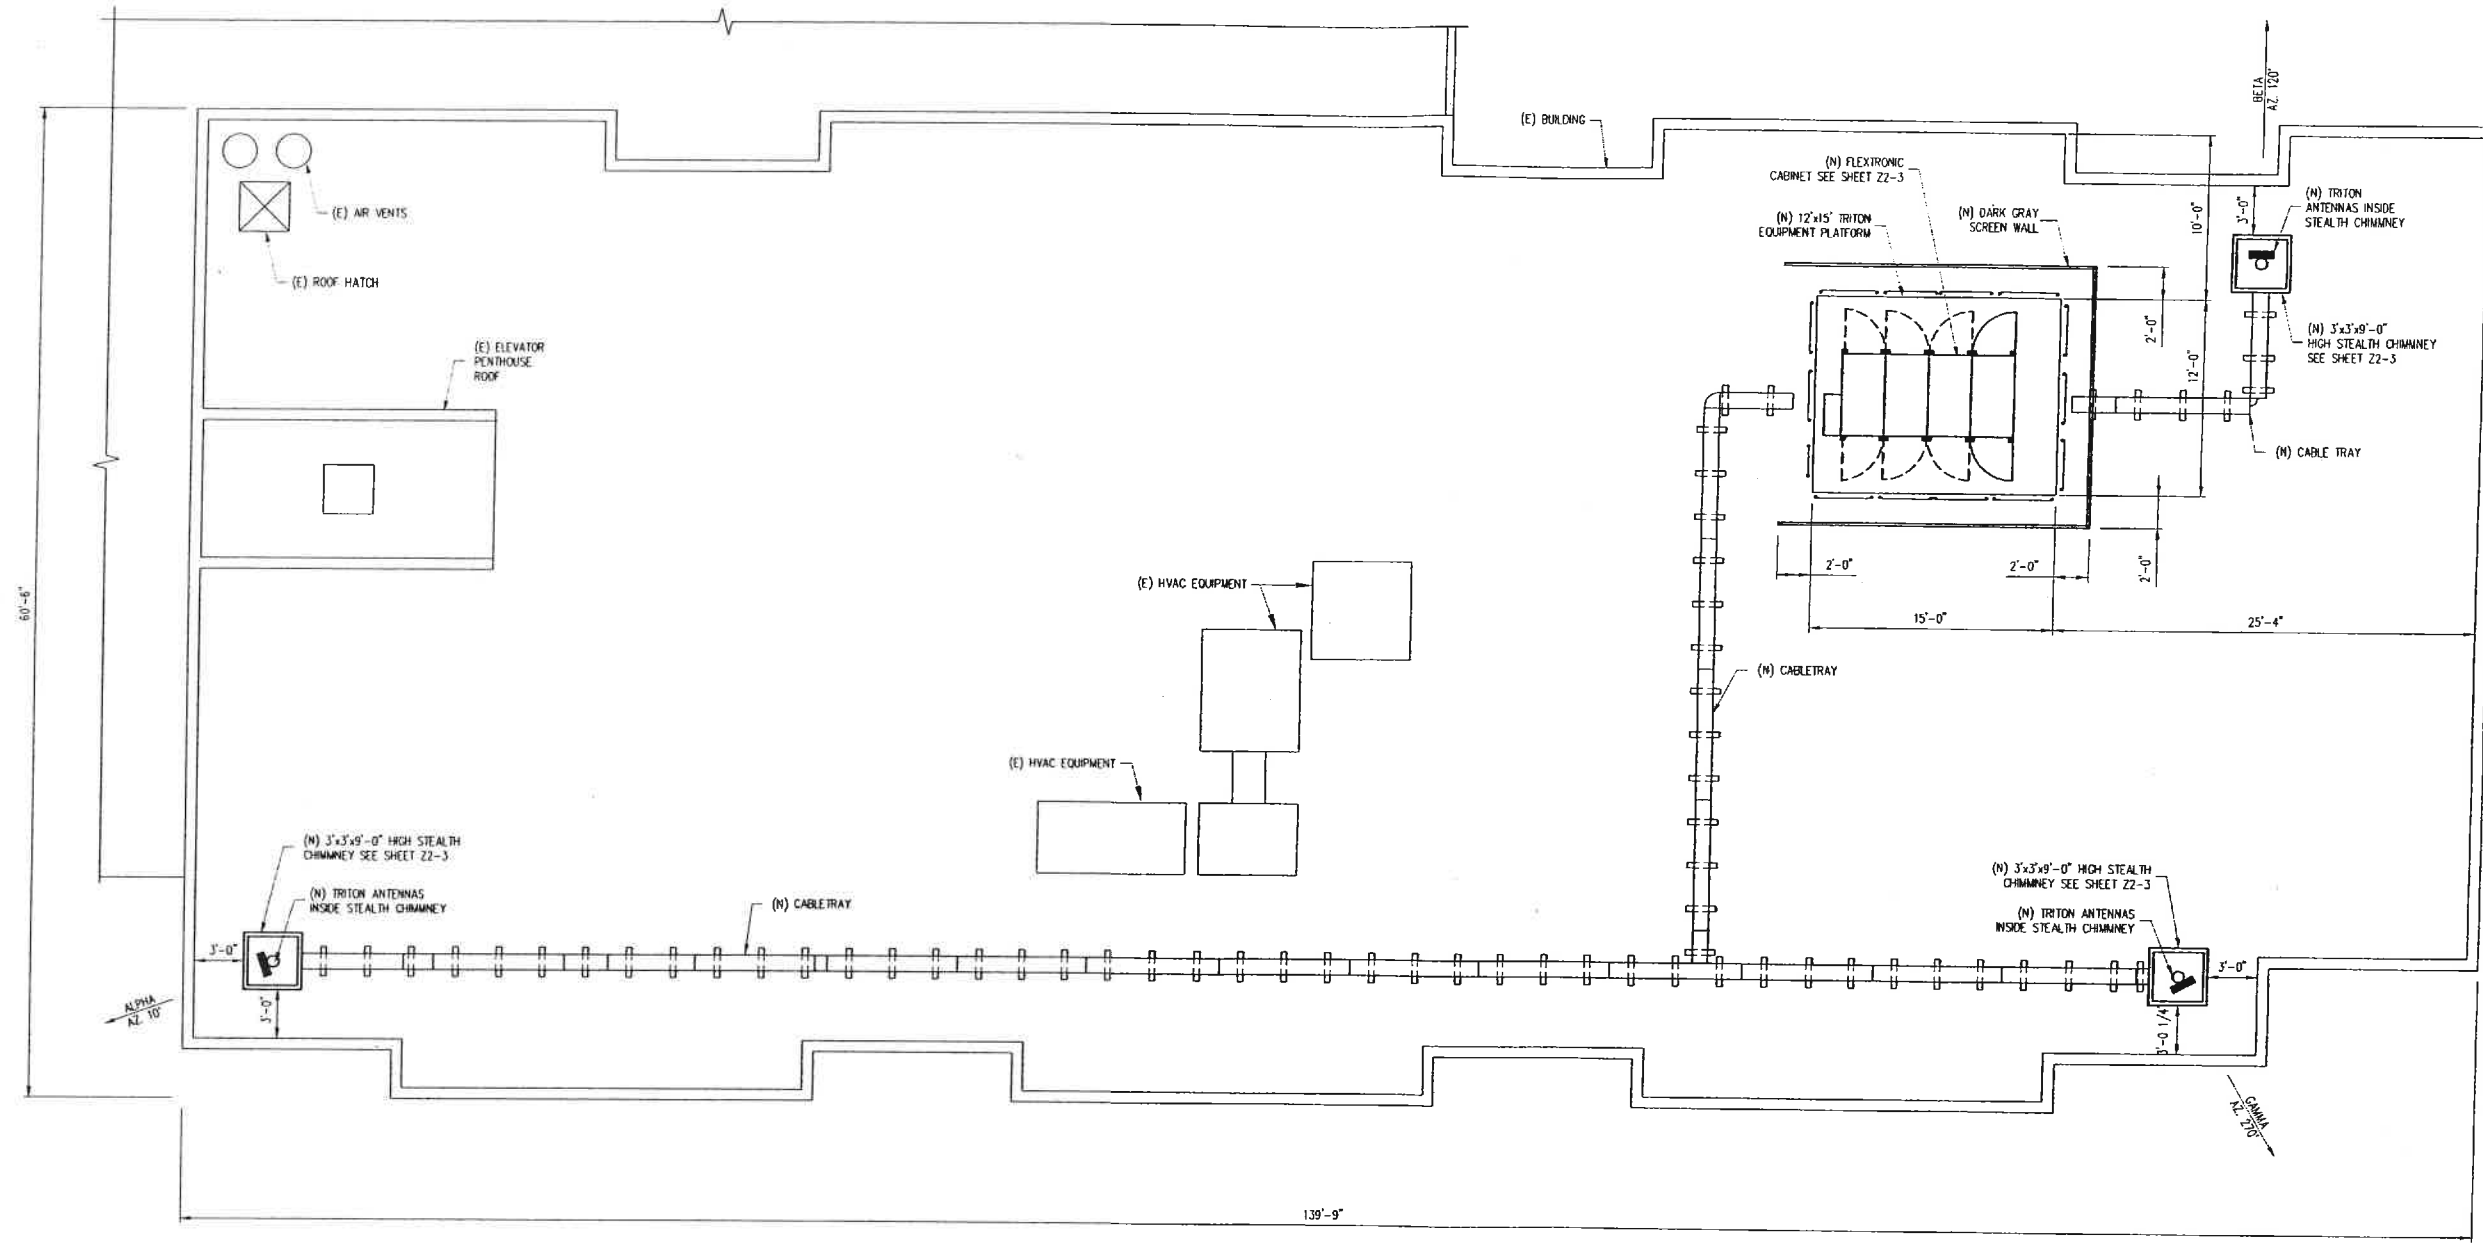 BETA
AZ. 120°
(E) BUILDING
(N) FLEXTRONIC
CABINET SEE SHEET Z2-3
(N) 12'x15' TRITON
EQUIPMENT PLATFORM
(N) DARK GRAY
SCREEN WALL
10'-0"
3'-0"
(N) TRITON
ANTENNAS INSIDE
STEALTH CHIMMNEY
(E) AIR VENTS
(E) ROOF HATCH
2'-0"
12'-0"
(N) 3'x3'x9'-0"
HIGH STEALTH CHIMMNEY
SEE SHEET Z2-3
(E) ELEVATOR
PENTHOUSE
ROOF
(N) CABLE TRAY
60'-6"
(E) HVAC EQUIPMENT
2'-0"
2'-0"
2'-0"
15'-0"
25'-4"
(N) CABLETRAY
(E) HVAC EQUIPMENT
(N) 3'x3'x9'-0" HIGH STEALTH
CHIMMNEY SEE SHEET Z2-3
(N) TRITON ANTENNAS
INSIDE STEALTH CHIMMNEY
(N) CABLETRAY
(N) 3'x3'x9'-0" HIGH STEALTH
CHIMMNEY SEE SHEET Z2-3
(N) TRITON ANTENNAS
INSIDE STEALTH CHIMMNEY
3'-0"
3'-0"
ALPHA
AZ. 10°
3'-0"
3'-0 1/4"
GAMMA
AZ. 270°
139'-9"